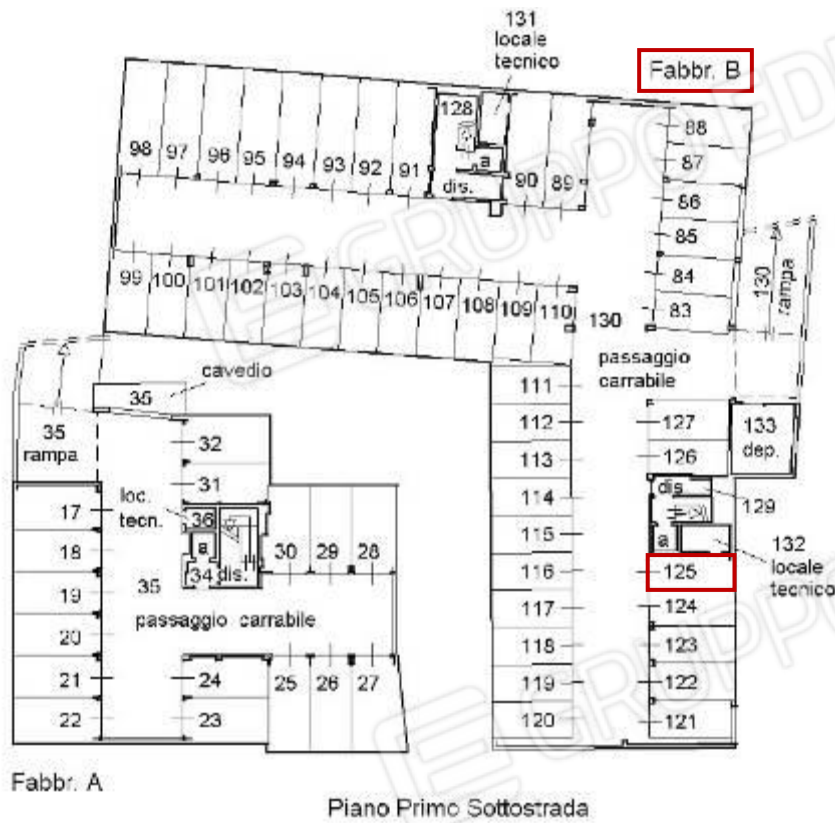 131
locale
tecnico
Fabbr. B
128
a
dis.
98 97 96 95 94 93 92 91
90 89
88
87
86
85
84
83
130
rampa
99 100 101 102 103 104 105 106 107 108 109 110
130
passaggio
carrabile
cavedio
35
35
rampa
32
31
loc.
tecn.
36
a
34 dis.
17
18
19
20
21
22
35
passaggio carrabile
30 29 28
24
23
25 26 27
111
112
113
114
115
116
117
118
119
120
127
126
133
dep.
dis.
129
a
132
locale
tecnico
125
124
123
122
121
Fabbr. A
Piano Primo Sottostrada
GRUPPO EDI
E GRUPPO EDI
E GRUPPO